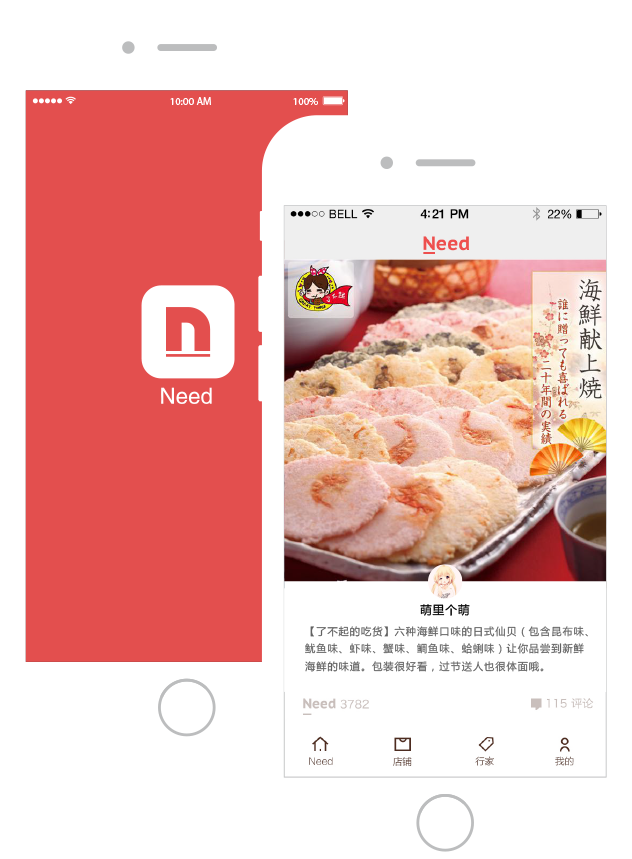 10:00 AM
100%
Need
BELL
4:21 PM
22%
Need
海鮮献上焼
誰に贈っても喜ばれる
二十年間の実績
萌里个萌
【了不起的吃货】六种海鲜口味的日式仙贝（包含昆布味、
鱿鱼味、虾味、蟹味、鲷鱼味、蛤蜊味）让你品尝到新鲜
海鲜的味道。包装很好看，过节送人也很体面哦。
Need 3782
115 评论
Need
店铺
行家
我的